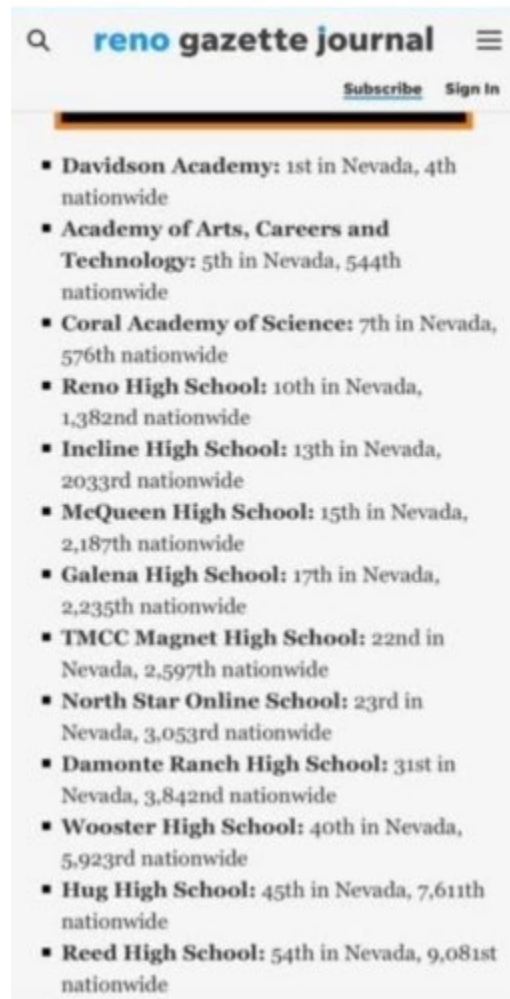 reno gazette journal
Subscribe Sign In
▪ Davidson Academy: 1st in Nevada, 4th
nationwide
▪ Academy of Arts, Careers and
Technology: 5th in Nevada, 544th
nationwide
▪ Coral Academy of Science: 7th in Nevada,
576th nationwide
▪ Reno High School: 10th in Nevada,
1,382nd nationwide
▪ Incline High School: 13th in Nevada,
2033rd nationwide
▪ McQueen High School: 15th in Nevada,
2,187th nationwide
▪ Galena High School: 17th in Nevada,
2,235th nationwide
▪ TMCC Magnet High School: 22nd in
Nevada, 2,597th nationwide
▪ North Star Online School: 23rd in
Nevada, 3,053rd nationwide
▪ Damonte Ranch High School: 31st in
Nevada, 3,842nd nationwide
▪ Wooster High School: 40th in Nevada,
5,923rd nationwide
▪ Hug High School: 45th in Nevada, 7,611th
nationwide
▪ Reed High School: 54th in Nevada, 9,081st
nationwide